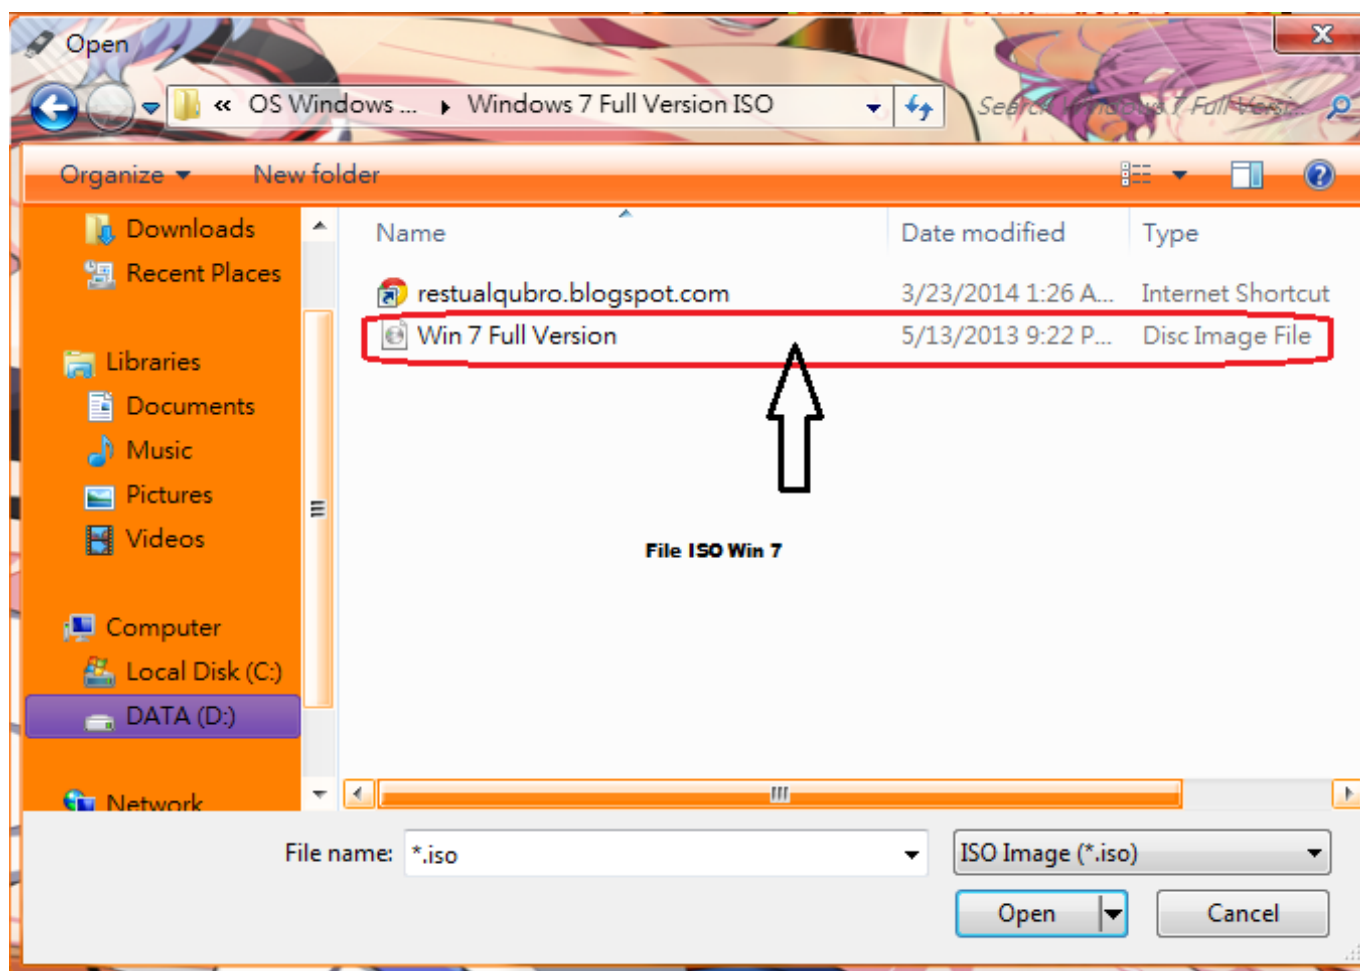 Open
« OS Windows ... Windows 7 Full Version ISO
Organize New folder
Downloads
Recent Places
Libraries
Documents
Music
Pictures
Videos
Computer
Local Disk (C:)
DATA (D:)
Network
Name Date modified Type
restualqubro.blogspot.com 3/23/2014 1:26 A... Internet Shortcut
Win 7 Full Version 5/13/2013 9:22 P... Disc Image File
File ISO Win 7
File name: *.iso ISO Image (*.iso)
Open Cancel